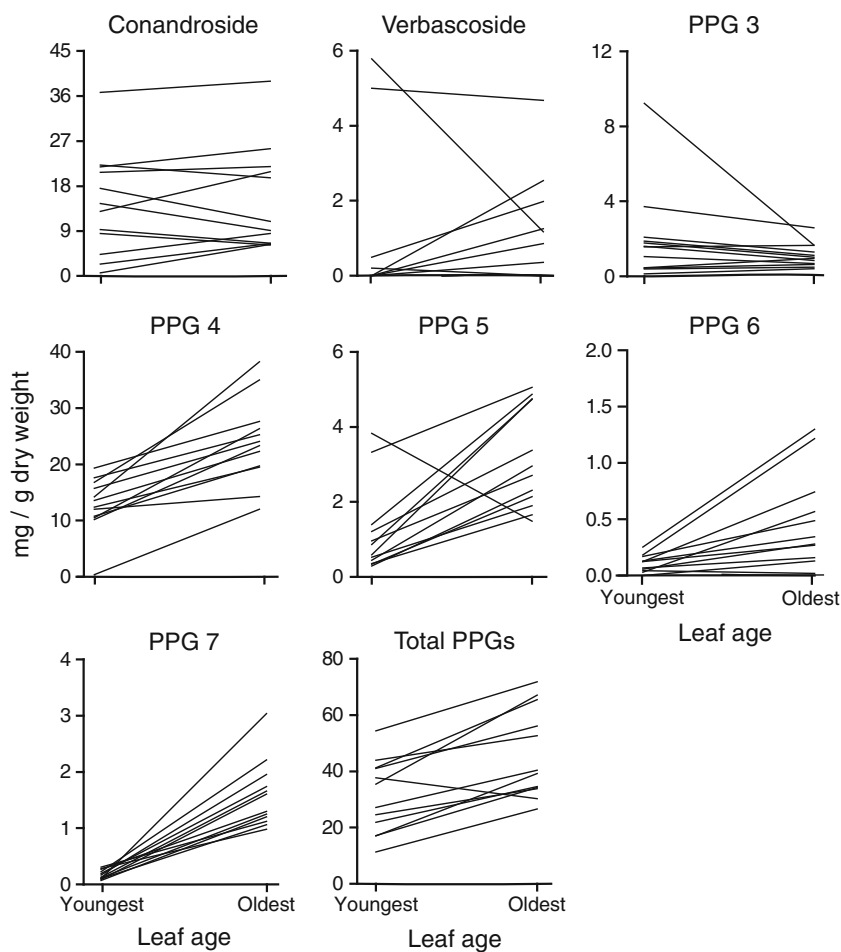 Conandroside
Verbascoside
PPG 3
45
36
27
18
9
0
6
4
2
0
12
8
4
0
PPG 4
PPG 5
PPG 6
mg / g dry weight
40
30
20
10
0
6
4
2
0
2.0
1.5
1.0
0.5
0.0
Youngest
Oldest
Leaf age
PPG 7
Total PPGs
4
3
2
1
0
Youngest
Oldest
Leaf age
80
60
40
20
0
Youngest
Oldest
Leaf age